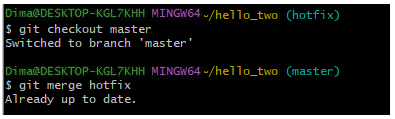 Dima@DESKTOP-GL7KHH MINGW64 ~/hello_two (hotfix)
$ git checkout master
Switched to branch 'master'
Dima@DESKTOP-KGL7KHH MINGW64 ~/hello_two (master)
$ git merge hotfix
Already up to date.